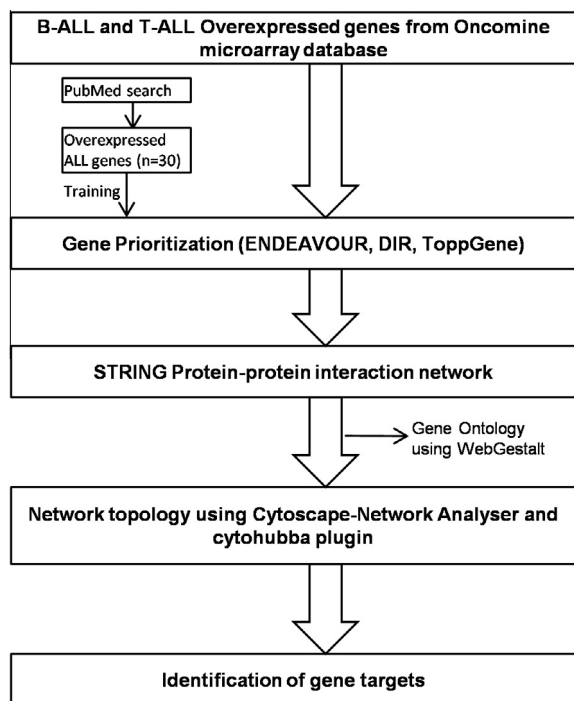 B-ALL and T-ALL Overexpressed genes from Oncomine
microarray database
PubMed search
Overexpressed
ALL genes (n=30)
Training
Gene Prioritization (ENDEAVOUR, DIR, ToppGene)
STRING Protein-protein interaction network
Gene Ontology
using WebGestalt
Network topology using Cytoscape-Network Analyser and
cytohubba plugin
Identification of gene targets